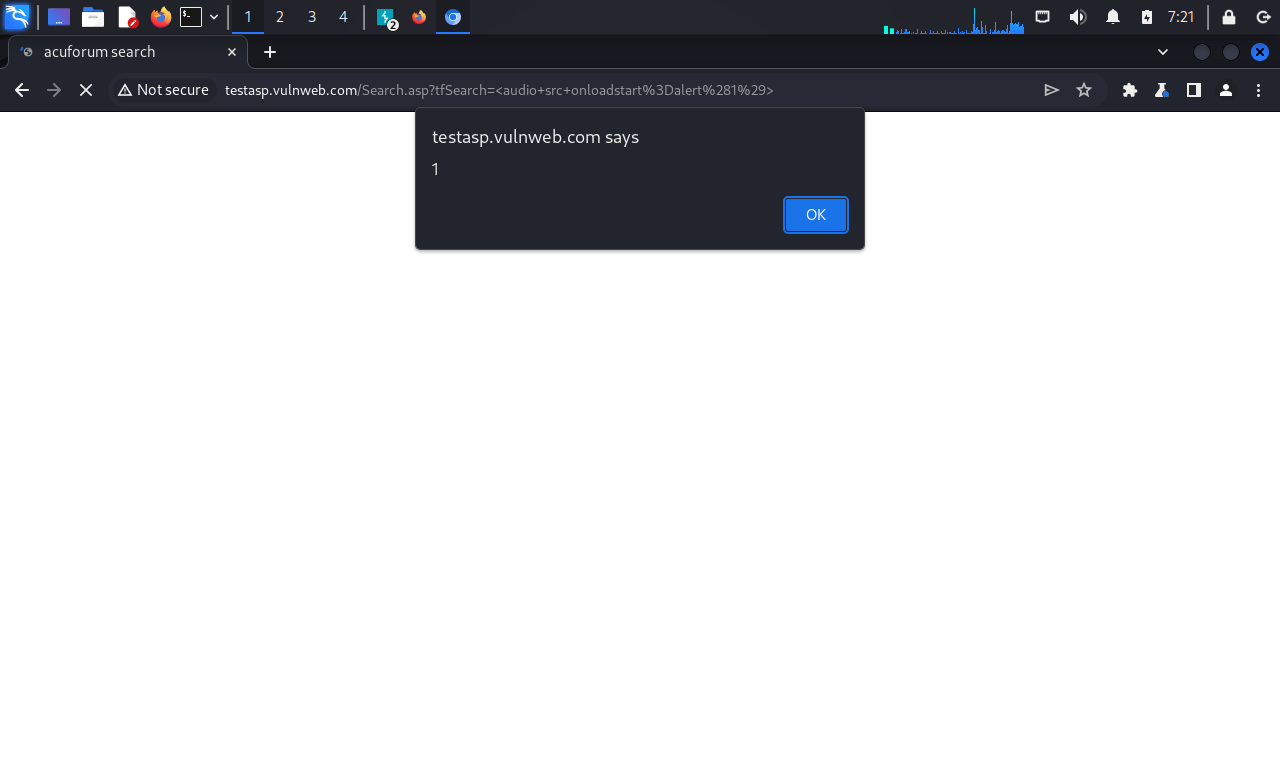 1 2 3 4 2 7:21
acuforum search
Not secure testasp.vulnweb.com/Search.asp?tfSearch=<audio+src+onloadstart%3Dalert%281%29>
testasp.vulnweb.com says
1
OK